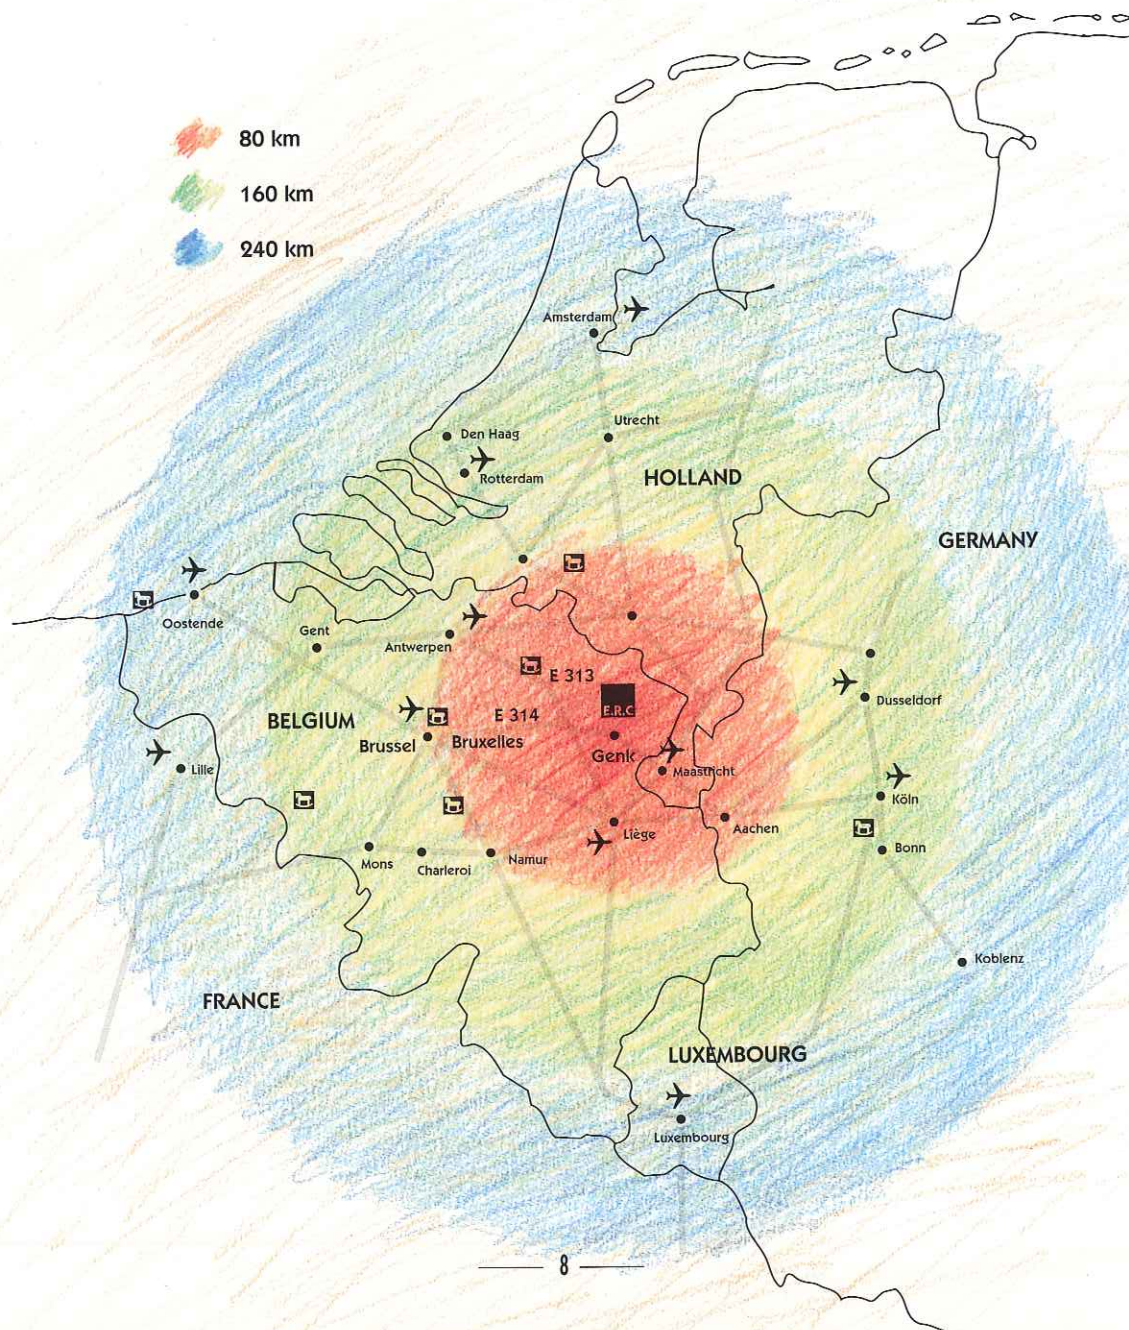 80 km
160 km
240 km
Amsterdam
Den Haag
Utrecht
Rotterdam
HOLLAND
GERMANY
Oostende
Gent
Antwerpen
E 313
E.R.C
Dusseldorf
BELGIUM
E 314
Brussel
Bruxelles
Genk
Maastricht
Lille
Köln
Liège
Aachen
Bonn
Mons
Charleroi
Namur
Koblenz
FRANCE
LUXEMBOURG
Luxembourg
8